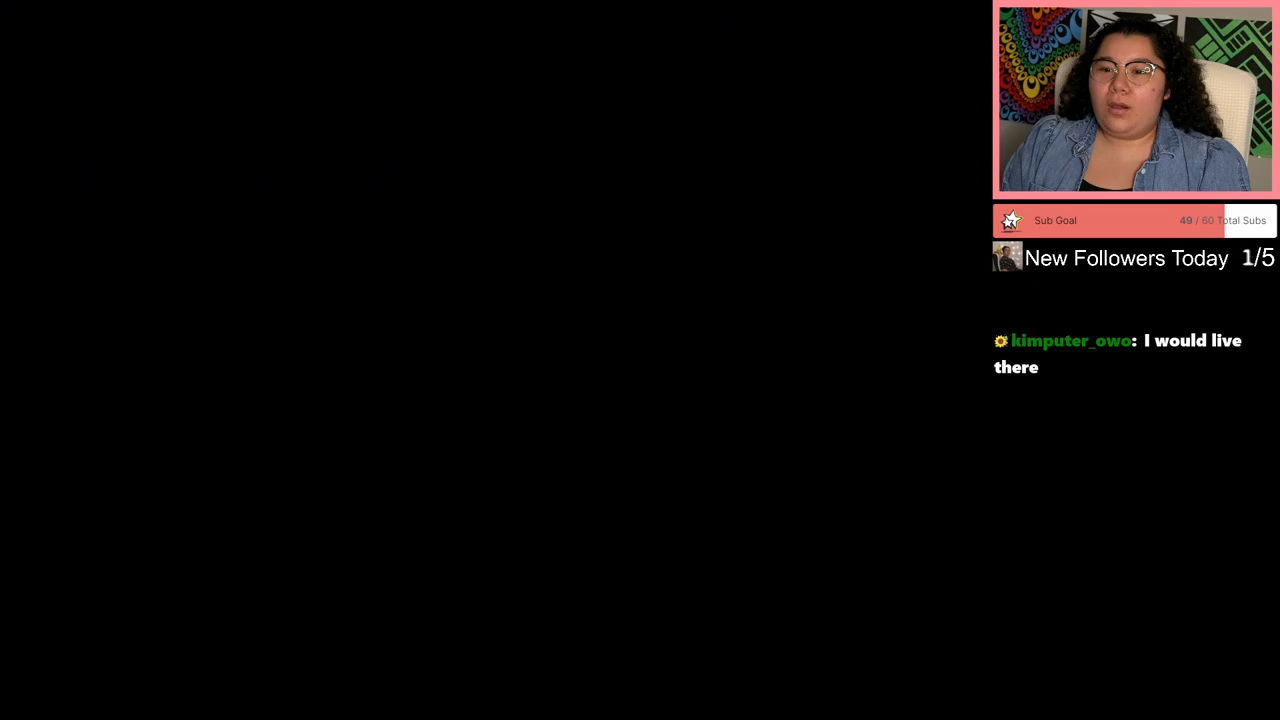 Sub Goal
49 / 60 Total Subs
New Followers Today 1/5
kimputer_owo: I would live
there